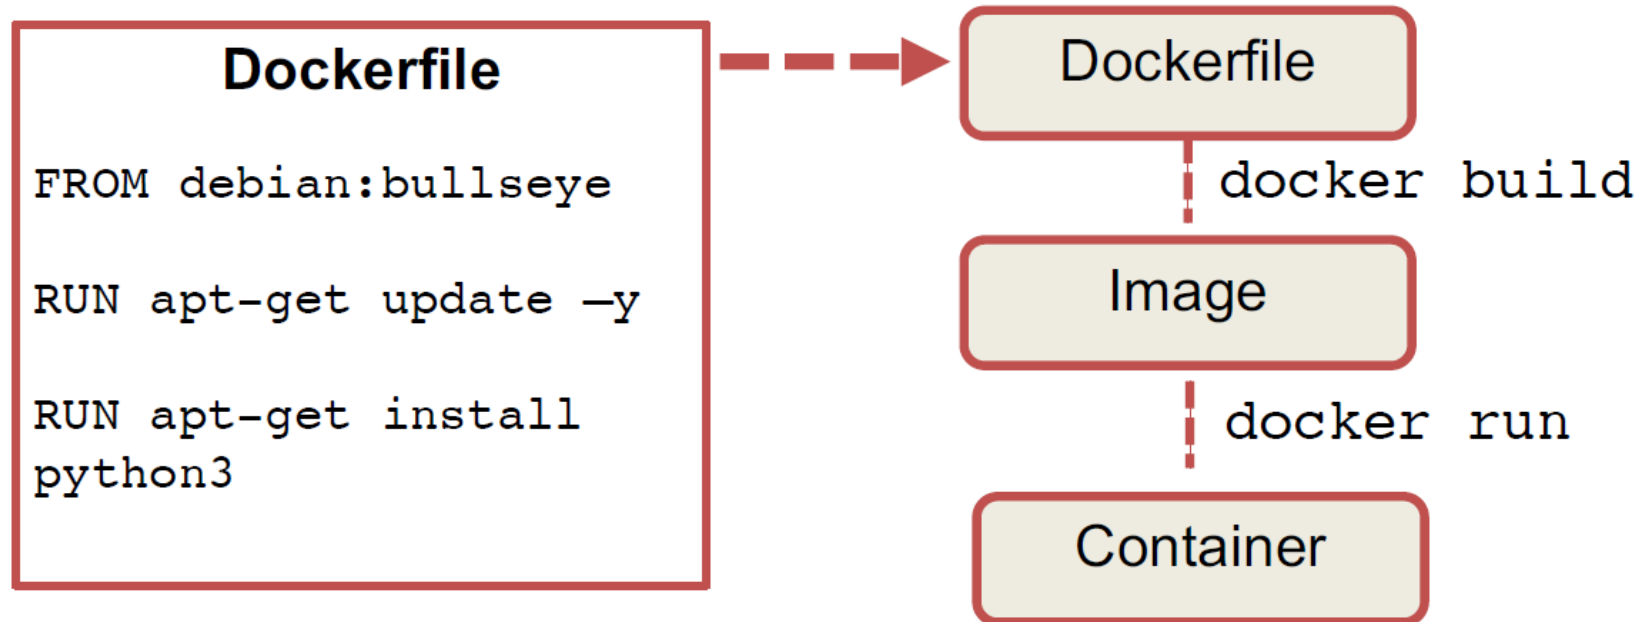 Dockerfile
FROM debian:bullseye
RUN apt-get update –y
RUN apt-get install
python3
Dockerfile
docker build
Image
docker run
Container